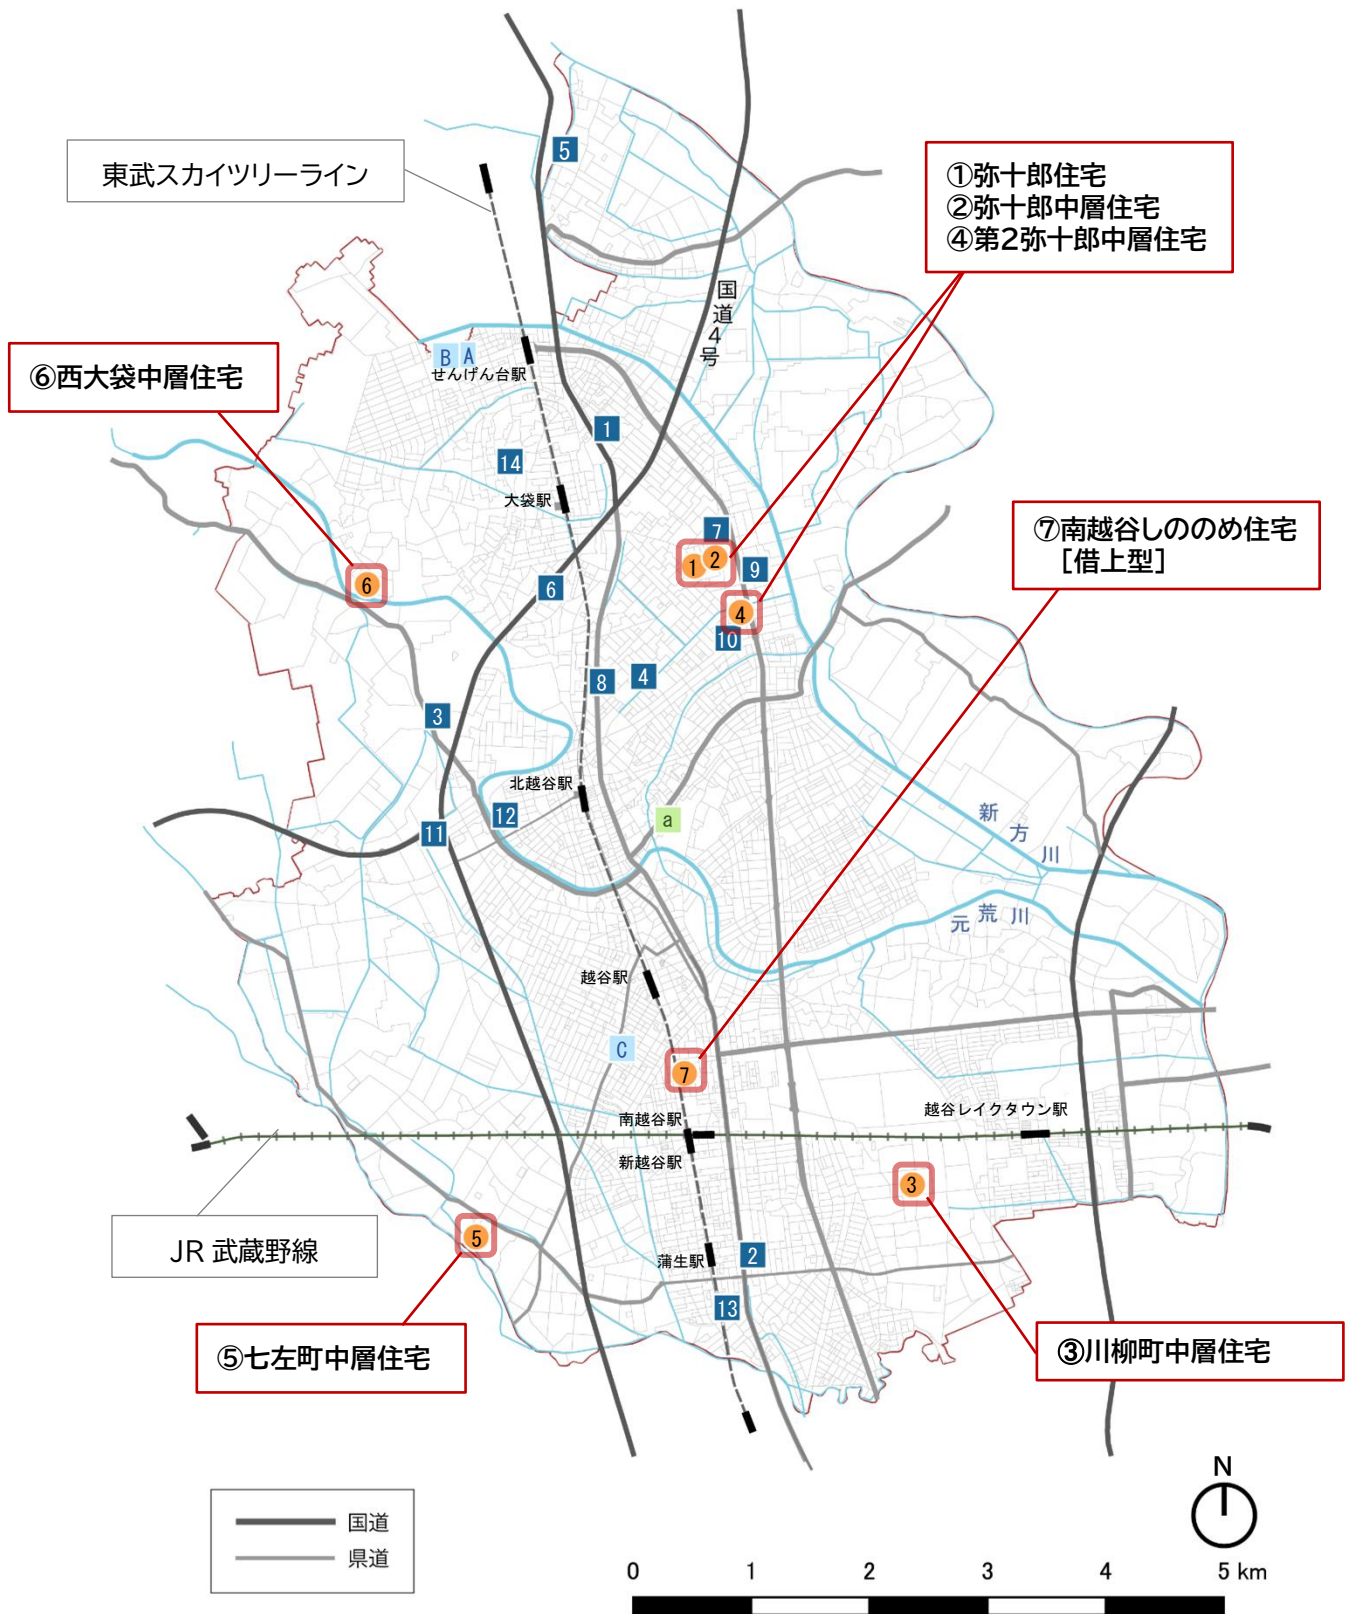 5
東武スカイツリーライン
①弥十郎住宅
②弥十郎中層住宅
④第2弥十郎中層住宅
国道4号
B A
せんげん台駅
⑥西大袋中層住宅
1
14
大袋駅
⑦南越谷しののめ住宅
[借上型]
7
1 2
9
6
6
4
10
4
8
3
北越谷駅
12
11
a
新方川
元荒川
越谷駅
C
7
南越谷駅
越谷レイクタウン駅
新越谷駅
3
JR 武蔵野線
5
蒲生駅
2
13
⑤七左町中層住宅
③川柳町中層住宅
N
国道
県道
0 1 2 3 4 5 km